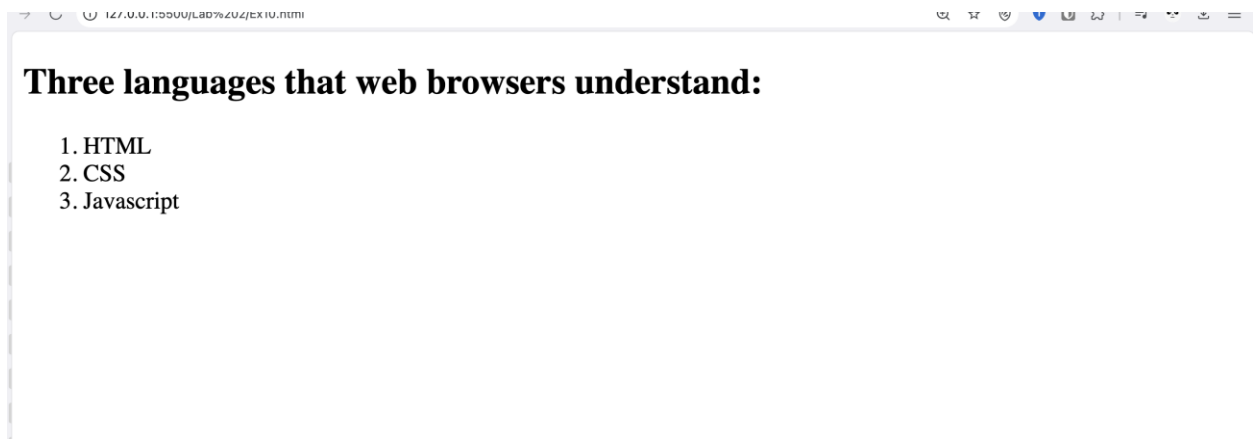 127.0.0.1:5500/Lab%202/Ex10.html
Three languages that web browsers understand:
1. HTML
2. CSS
3. Javascript